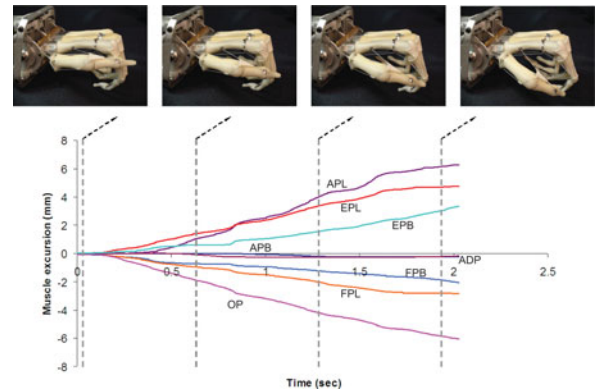 8
6
4
2
0
-2
-4
-6
-8
Muscle excursion (mm)
0
0.5
1
1.5
2
2.5
APL
EPL
EPB
APB
ADP
FPB
FPL
OP
Time (sec)